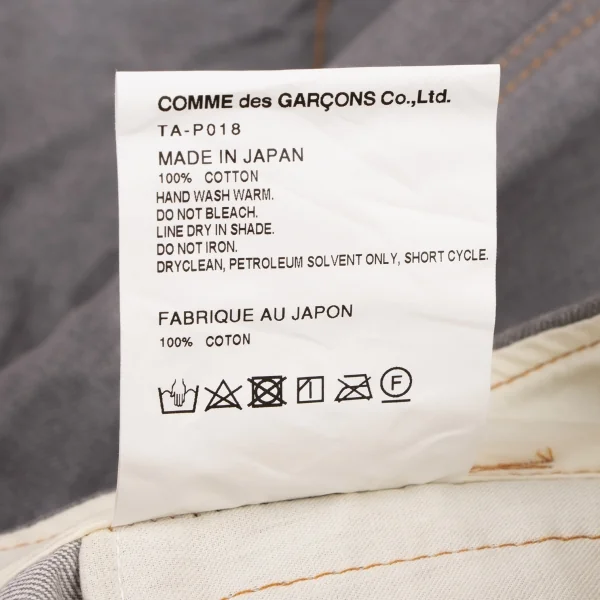 COMME des GARÇONS Co.,Ltd.
TA-P018
MADE IN JAPAN
100% COTTON
HAND WASH WARM.
DO NOT BLEACH.
LINE DRY IN SHADE.
DO NOT IRON.
DRYCLEAN, PETROLEUM SOLVENT ONLY, SHORT CYCLE.
FABRIQUE AU JAPON
100% COTON
F